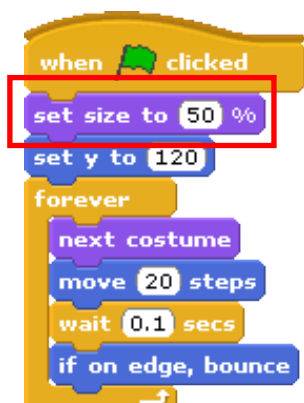 when clicked
set size to 50 %
set y to 120
forever
next costume
move 20 steps
wait 0.1 secs
if on edge, bounce